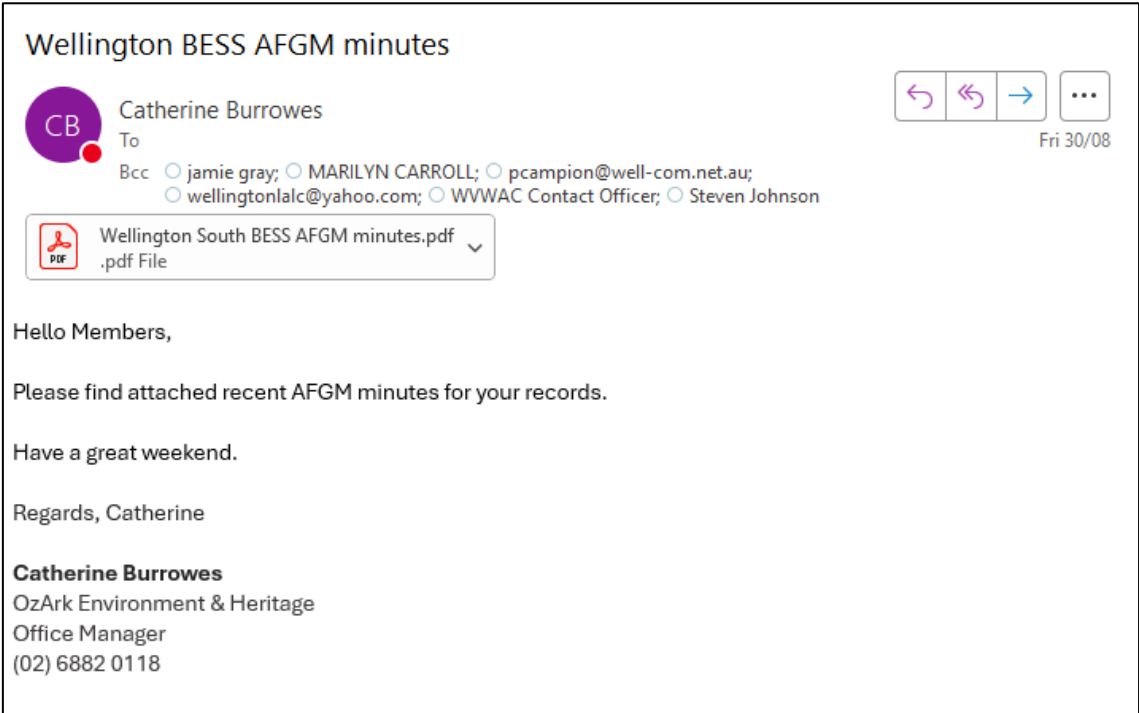 Wellington BESS AFGM minutes
CB
Catherine Burrowes
To
Fri 30/08
Bcc jamie gray; MARILYN CARROLL; pcampion@well-com.net.au;
wellingtonlalc@yahoo.com; WVWAC Contact Officer; Steven Johnson
PDF
Wellington South BESS AFGM minutes.pdf
.pdf File
Hello Members,
Please find attached recent AFGM minutes for your records.
Have a great weekend.
Regards, Catherine
Catherine Burrowes
OzArk Environment & Heritage
Office Manager
(02) 6882 0118